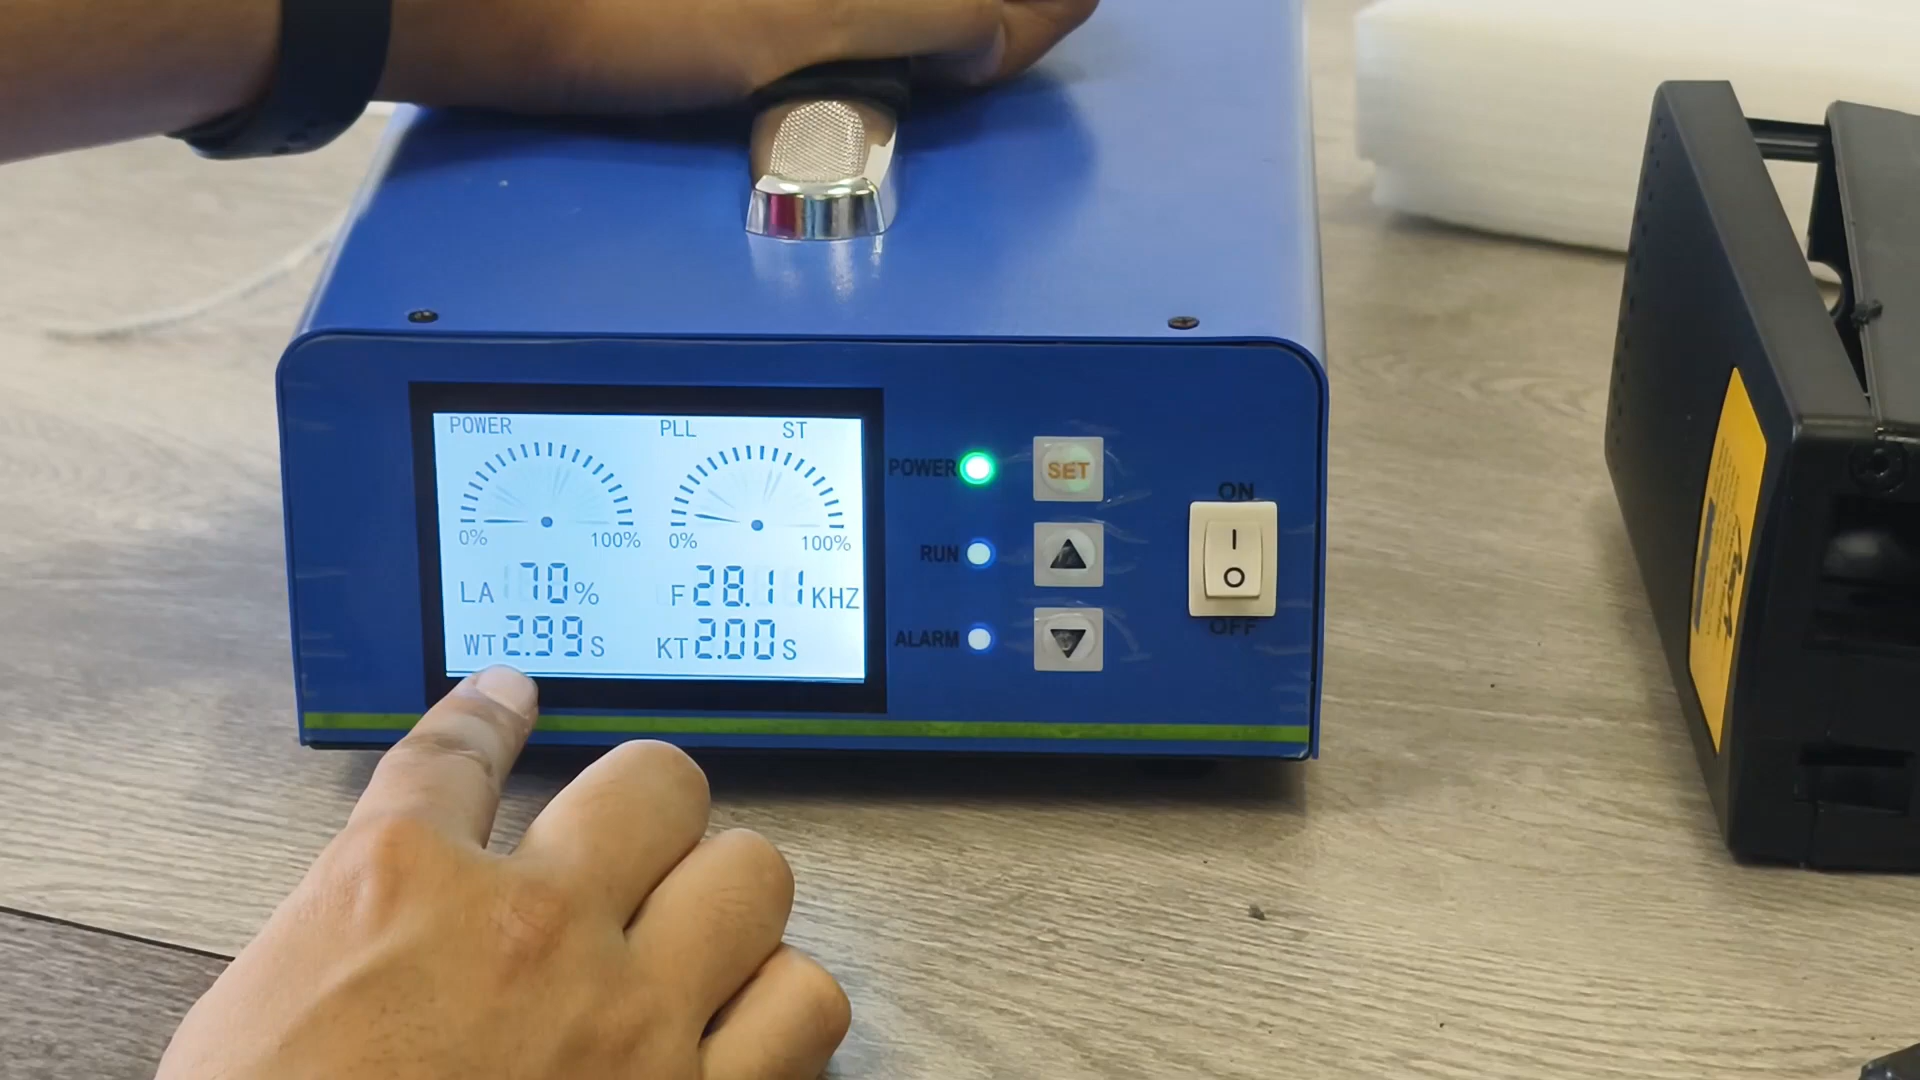 POWER PLL ST
0% 100% 0% 100%
LA 70% F 28.11 KHZ
WT 2.99 S KT 2.00 S
POWER SET
RUN
ALARM
ON
I
O
OFF